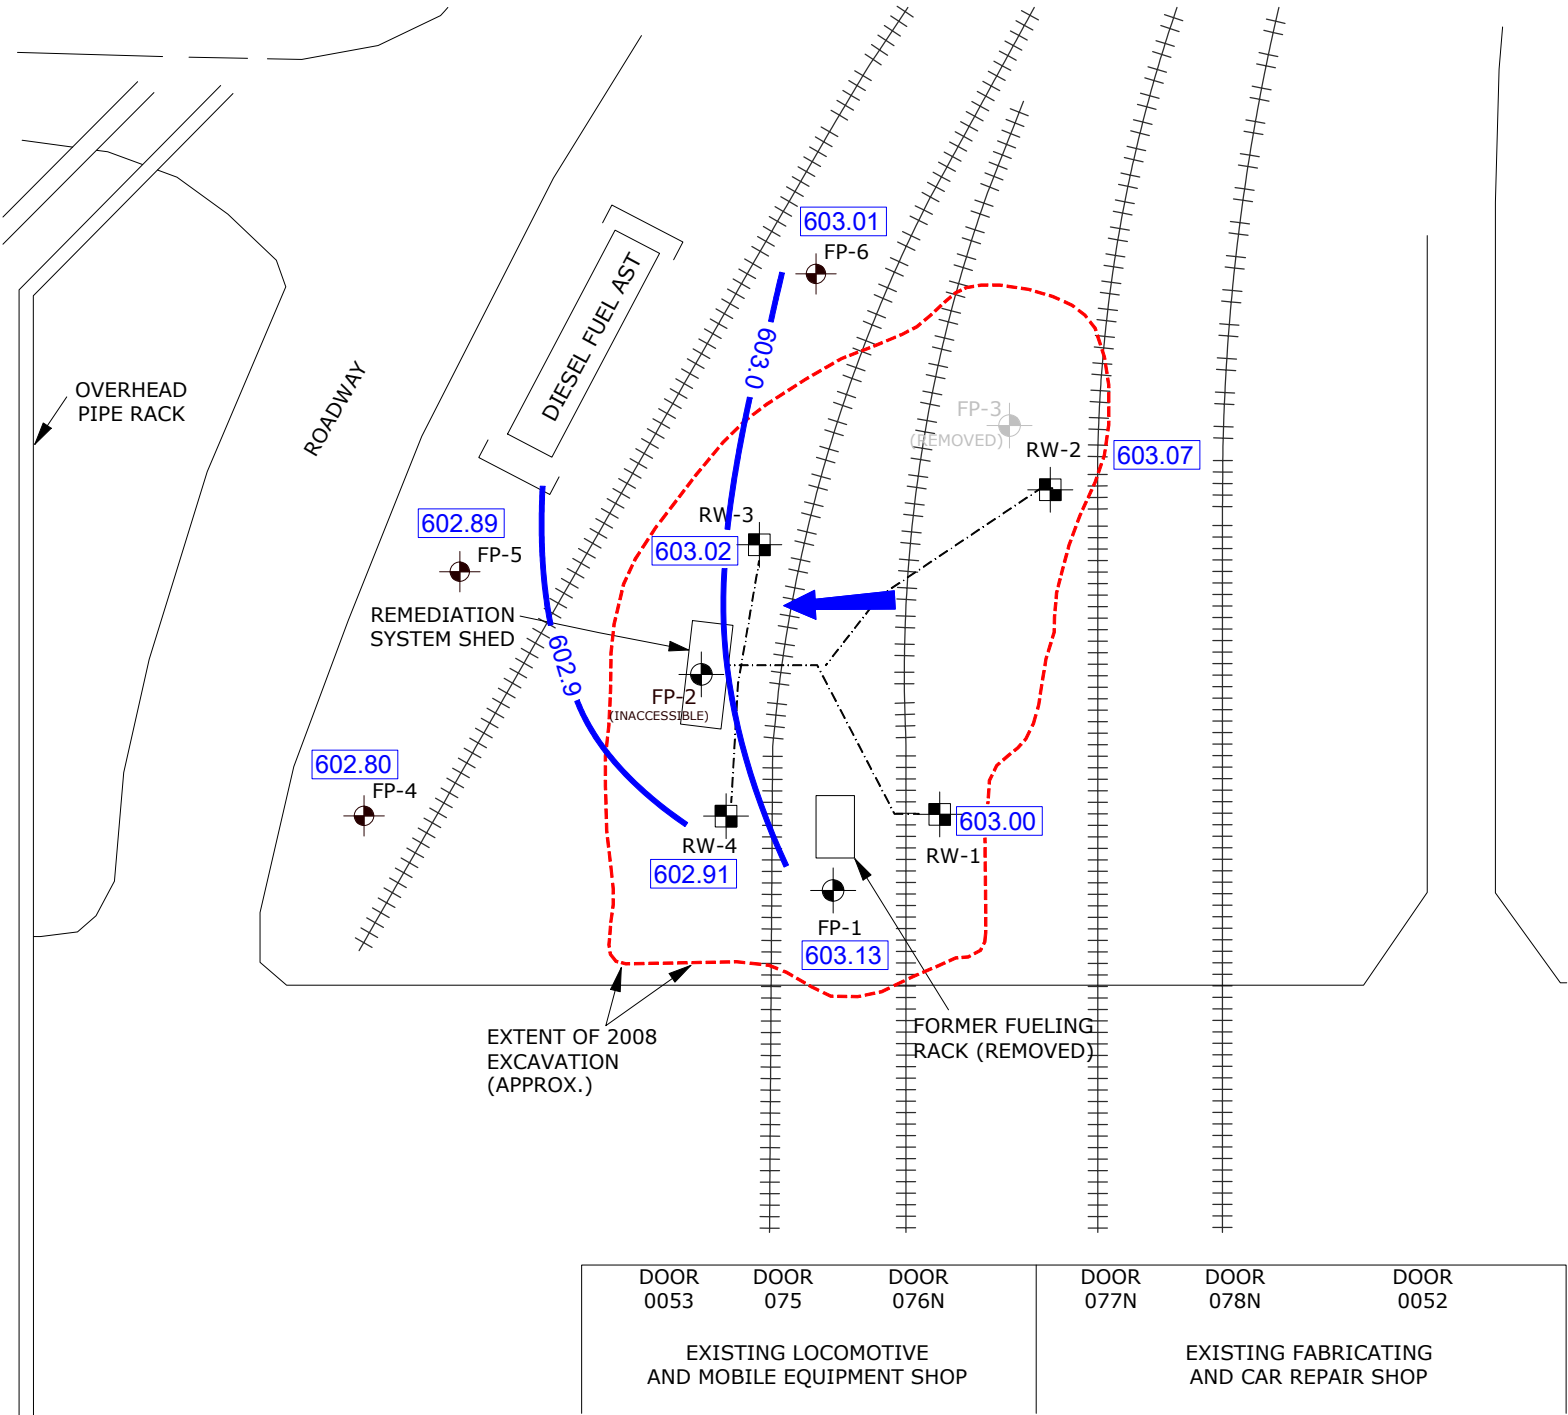 603.01
FP-6
DIESEL FUEL AST
603.0
OVERHEAD
PIPE RACK
ROADWAY
FP-3
(REMOVED)
RW-2
603.07
602.89
FP-5
RW-3
603.02
REMEDIATION
SYSTEM SHED
602.9
FP-2
(INACCESSIBLE)
602.80
FP-4
RW-4
602.91
603.00
RW-1
FP-1
603.13
EXTENT OF 2008
EXCAVATION
(APPROX.)
FORMER FUELING
RACK (REMOVED)
DOOR
0053
DOOR
075
DOOR
076N
DOOR
077N
DOOR
078N
DOOR
0052
EXISTING LOCOMOTIVE
AND MOBILE EQUIPMENT SHOP
EXISTING FABRICATING
AND CAR REPAIR SHOP